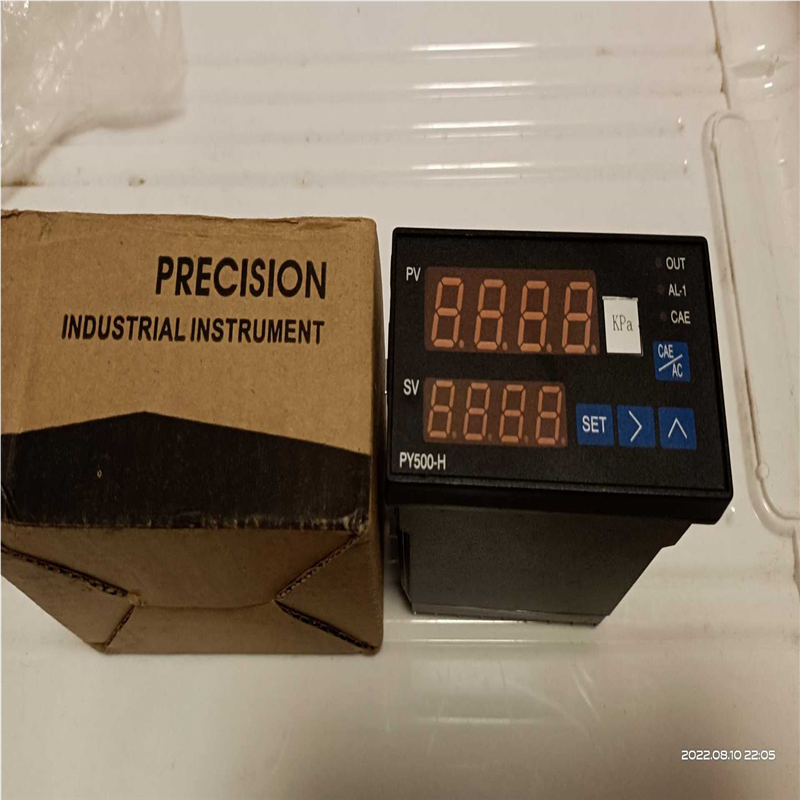 PRECISION
INDUSTRIAL INSTRUMENT
PV
OUT
AL-1
CAE
KPa
CAE/AC
SV
SET
PY500-H
2022.08.10 22:05